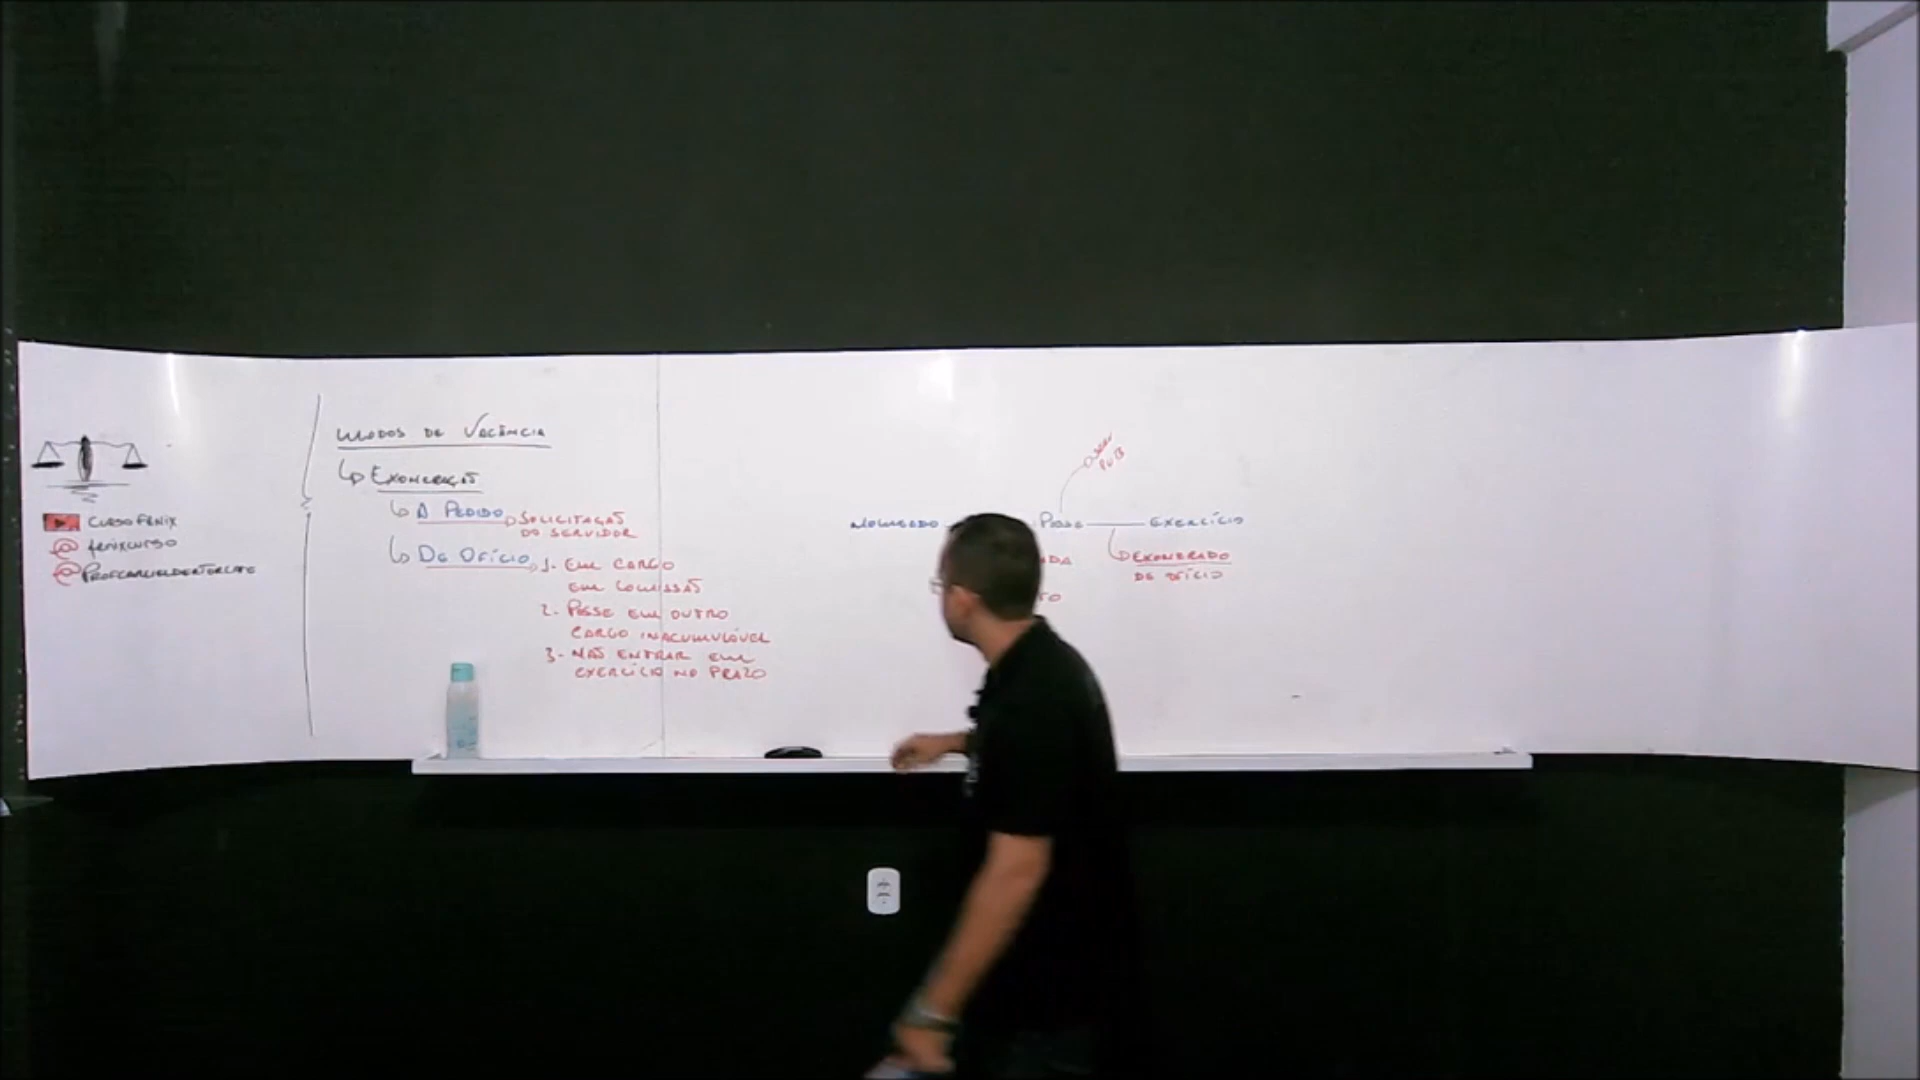 CURSO FÊNIX
@ FÊNIXCURSO
MODOS DE VACÂNCIA
EXONERAÇÃO
A PEDIDO SOLICITAÇÃO
DO SERVIDOR
DE OFÍCIO 1. EM CARGO
EM COMISSÃO
2. POSSE EM OUTRO
CARGO INACUMULÁVEL
3- NÃO ENTRAR EM
EXERCÍCIO NO PRAZO
NOMEADO POSSE EXERCÍCIO
EXONERADO
DE OFÍCIO